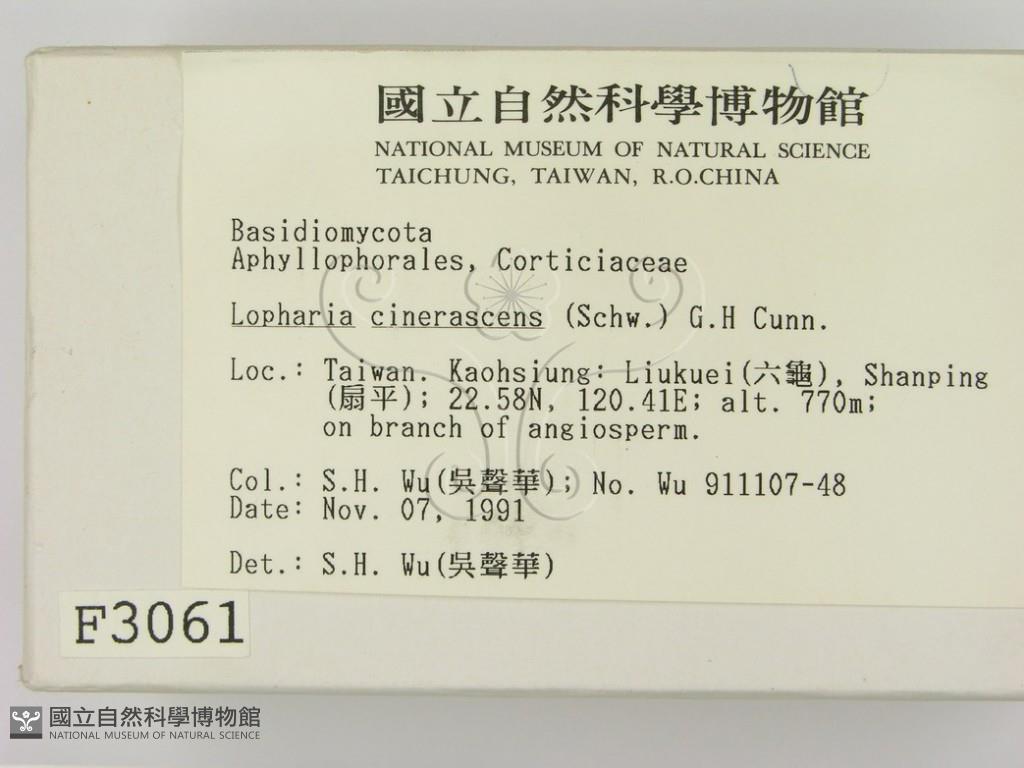 國立自然科學博物館
NATIONAL MUSEUM OF NATURAL SCIENCE
TAICHUNG, TAIWAN, R.O.CHINA
Basidiomycota
Aphyllophorales, Corticiaceae
Lopharia cinerascens (Schw.) G.H Cunn.
Loc.: Taiwan. Kaohsiung: Liukuei(六龜), Shanping
(扇平); 22.58N, 120.41E; alt. 770m;
on branch of angiosperm.
Col.: S.H. Wu(吳聲華); No. Wu 911107-48
Date: Nov. 07, 1991
Det.: S.H. Wu(吳聲華)
F3061
國立自然科學博物館
NATIONAL MUSEUM OF NATURAL SCIENCE